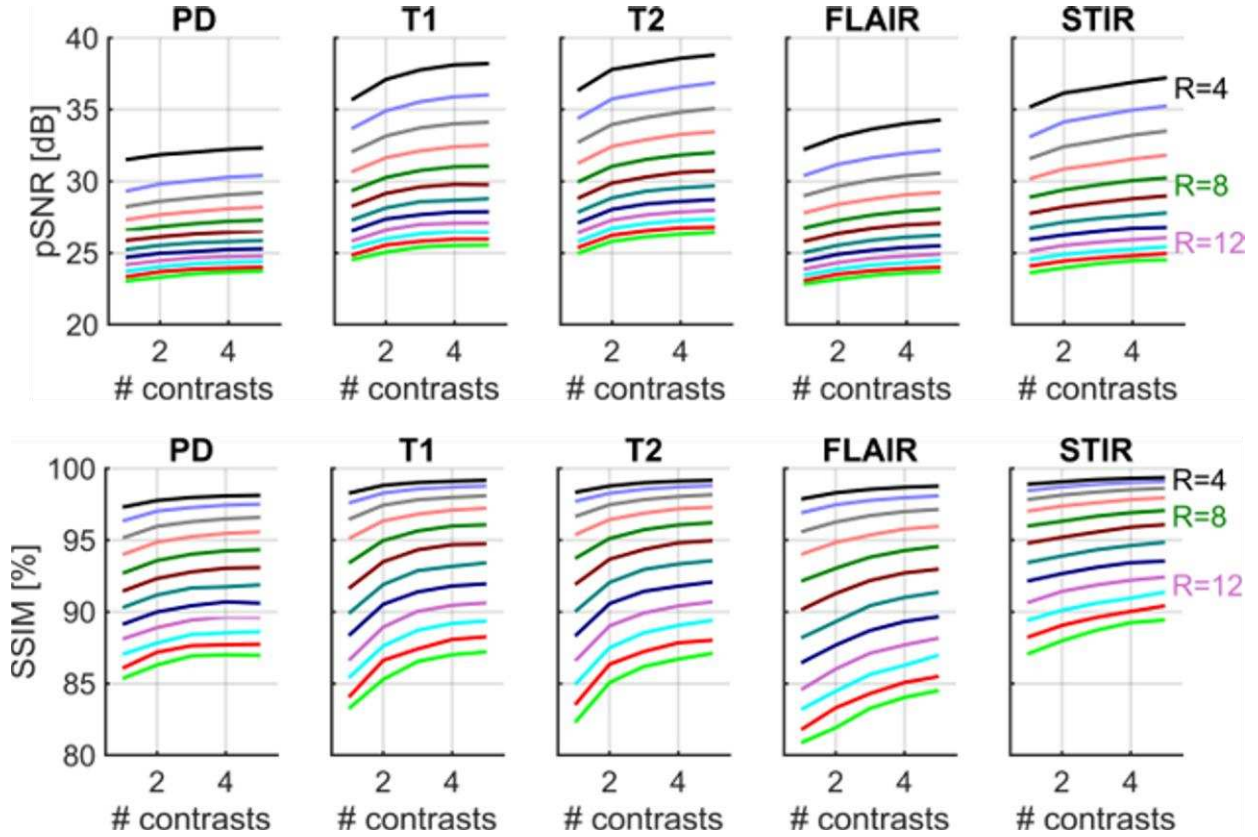 PD T1 T2 FLAIR STIR
40
35
30
25
20
pSNR [dB]
R=4
R=8
R=12
2 4 2 4 2 4 2 4 2 4
# contrasts # contrasts # contrasts # contrasts # contrasts
PD T1 T2 FLAIR STIR
100
95
90
85
80
SSIM [%]
R=4
R=8
R=12
2 4 2 4 2 4 2 4 2 4
# contrasts # contrasts # contrasts # contrasts # contrasts